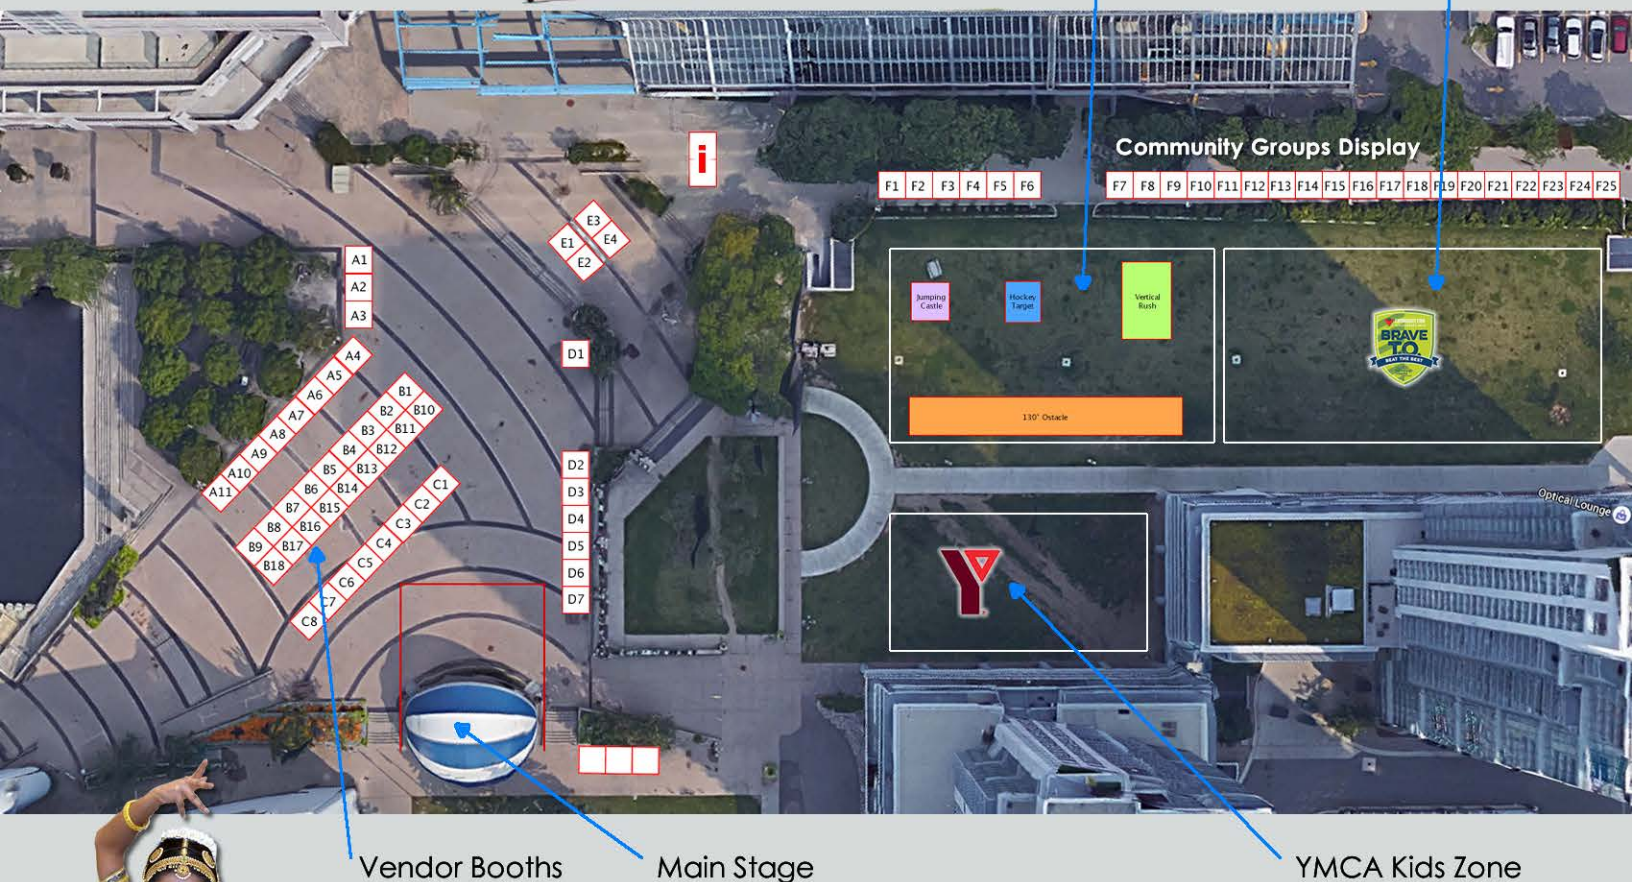 i
Community Groups Display
F1 F2 F3 F4 F5 F6
F7 F8 F9 F10 F11 F12 F13 F14 F15 F16 F17 F18 F19 F20 F21 F22 F23 F24 F25
E3
E1 E4
E2
A1
A2
A3
A4
A5
A6
A7
A8
A9
A10
A11
B1
B2 B10
B3 B11
B4 B12
B5 B13
B6 B14
B7 B15
B8 B16
B9 B17
B18
C1
C2
C3
C4
C5
C6
C7
C8
D1
D2
D3
D4
D5
D6
D7
Jumping
Castle
Hockey
Target
Vertical
Rush
130' Ostacle
BRAVE
T.O.
BEAT THE BEST
Y
Optical Lounge
Vendor Booths
Main Stage
YMCA Kids Zone